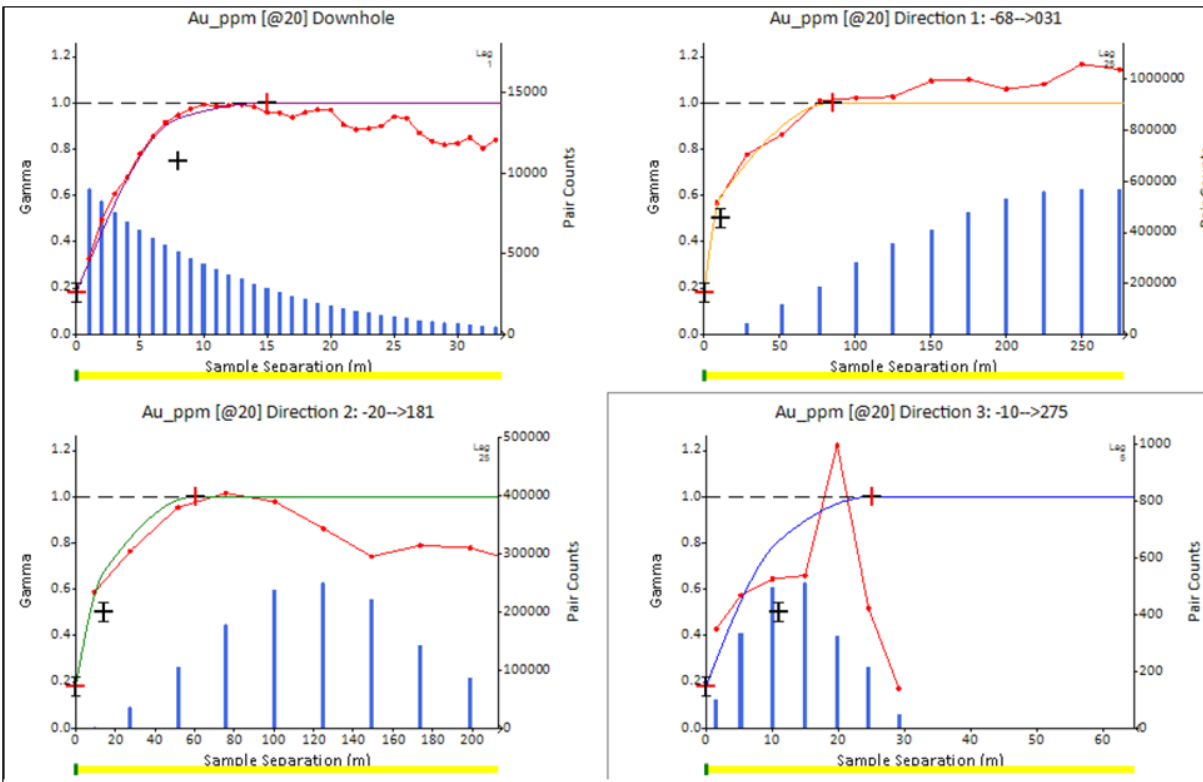 Au_ppm [@20] Downhole
Lag
1
1.2
1.0
0.8
0.6
0.4
0.2
0.0
Gamma
15000
10000
5000
0
Pair Counts
0 5 10 15 20 25 30
Sample Separation (m)
Au_ppm [@20] Direction 1: -68-->031
Lag
25
1.2
1.0
0.8
0.6
0.4
0.2
0.0
Gamma
1000000
800000
600000
400000
200000
0
Pair Counts
0 50 100 150 200 250
Sample Separation (m)
Au_ppm [@20] Direction 2: -20-->181
Lag
25
1.2
1.0
0.8
0.6
0.4
0.2
0.0
Gamma
500000
400000
300000
200000
100000
0
Pair Counts
0 20 40 60 80 100 120 140 160 180 200
Sample Separation (m)
Au_ppm [@20] Direction 3: -10-->275
Lag
5
1.2
1.0
0.8
0.6
0.4
0.2
0.0
Gamma
1000
800
600
400
200
0
Pair Counts
0 10 20 30 40 50 60
Sample Separation (m)